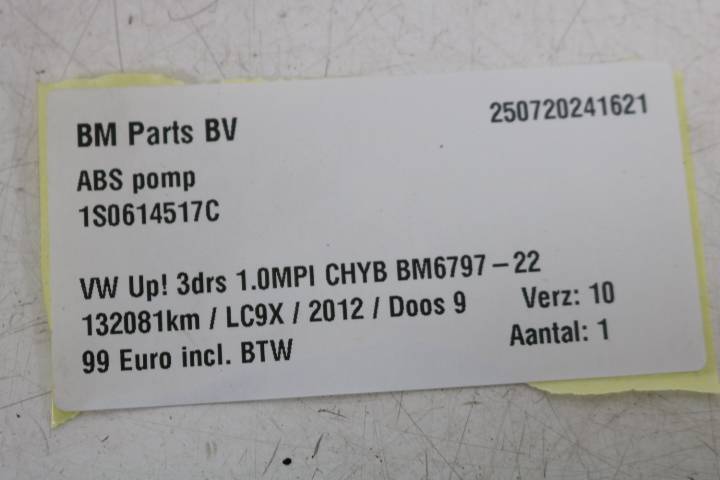 BM Parts BV 250720241621
ABS pomp
1S0614517C
VW Up! 3drs 1.0MPI CHYB BM6797-22
132081km / LC9X / 2012 / Doos 9 Verz: 10
99 Euro incl. BTW Aantal: 1